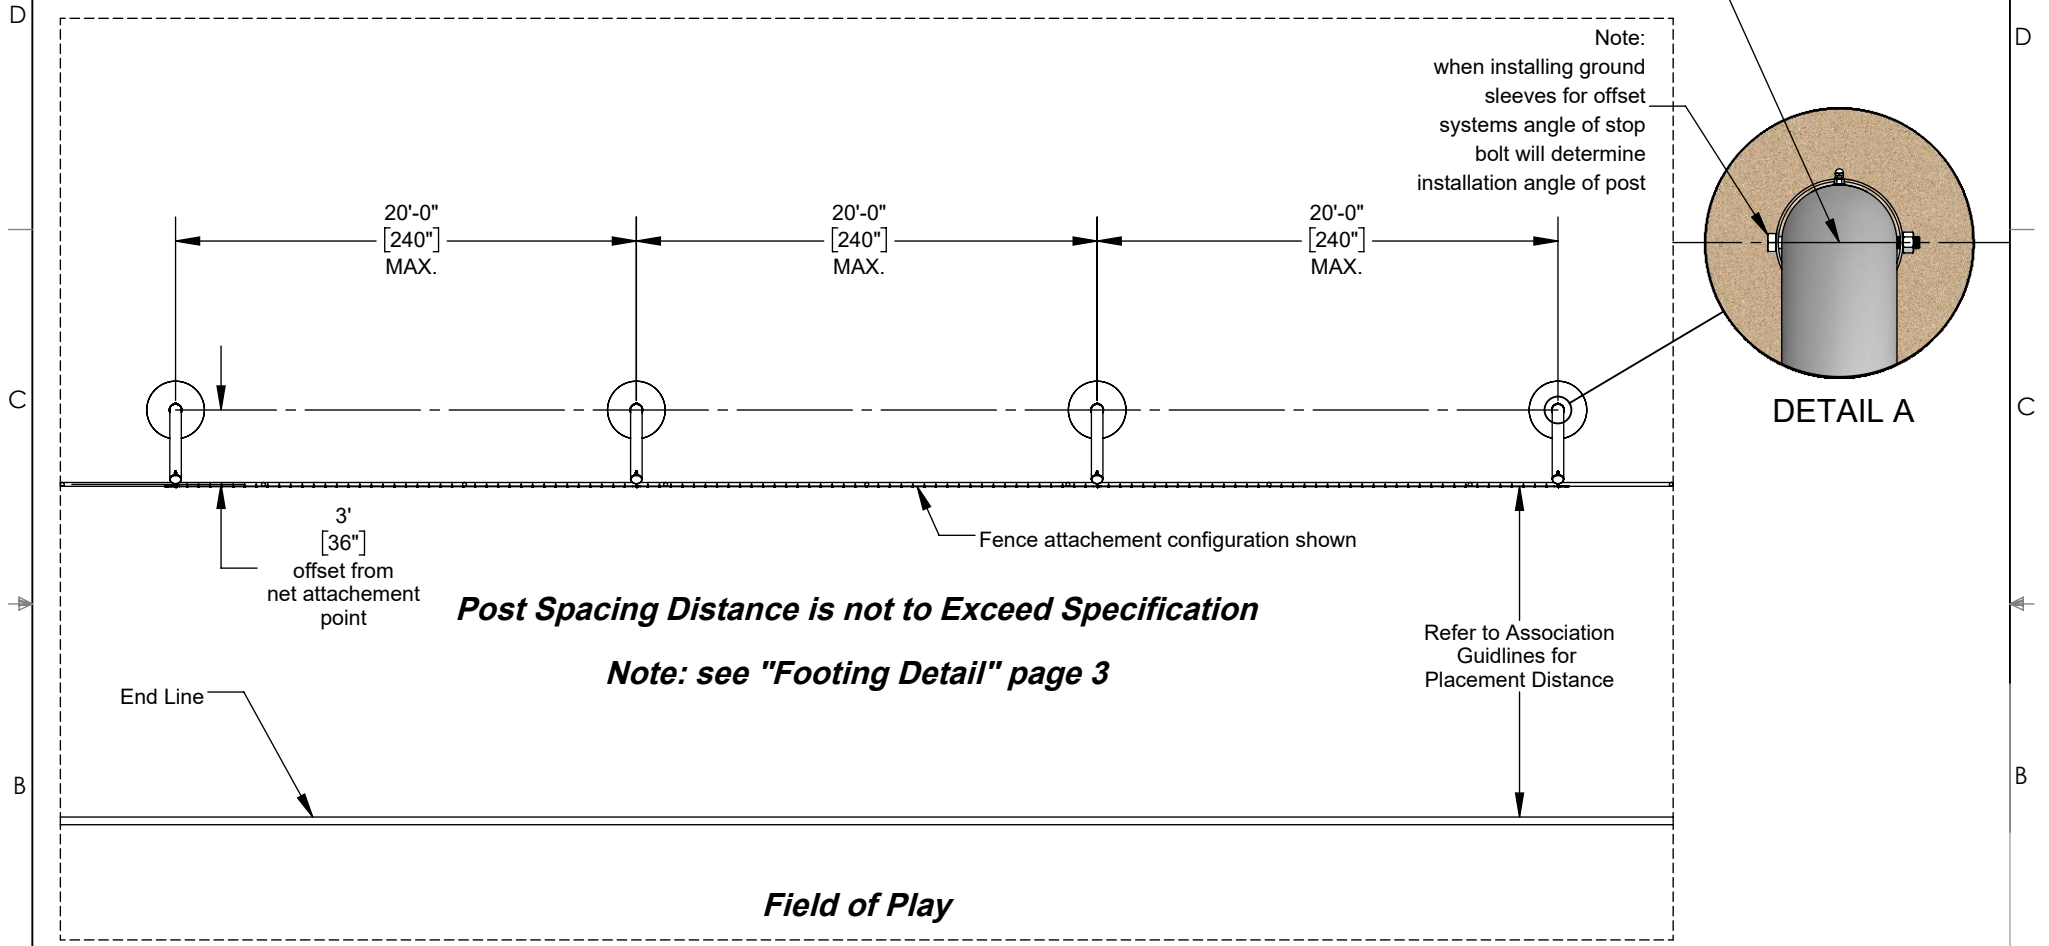 D
D
Note:
when installing ground
sleeves for offset
systems angle of stop
bolt will determine
installation angle of post
20'-0"
[240"]
MAX.
20'-0"
[240"]
MAX.
20'-0"
[240"]
MAX.
C
C
DETAIL A
3'
[36"]
offset from
net attachement
point
Fence attachement configuration shown
Post Spacing Distance is not to Exceed Specification
Note: see "Footing Detail" page 3
Refer to Association
Guidlines for
Placement Distance
End Line
B
B
Field of Play